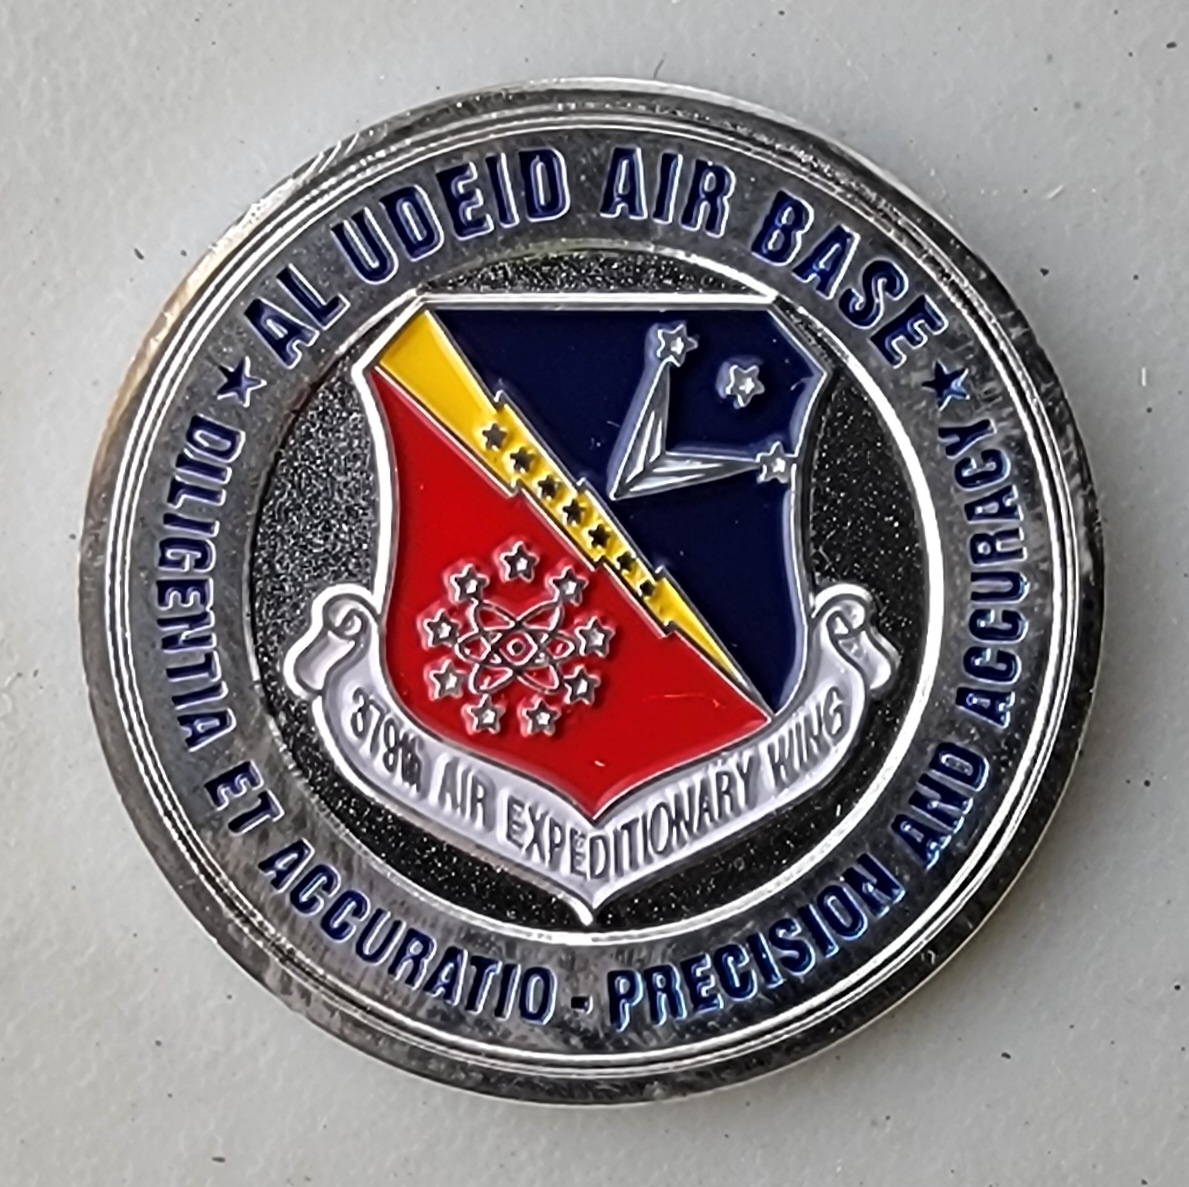 AL UDEID AIR BASE
DILIGENTIA ET ACCURATIO - PRECISION AND ACCURACY
379th AIR EXPEDITIONARY WING